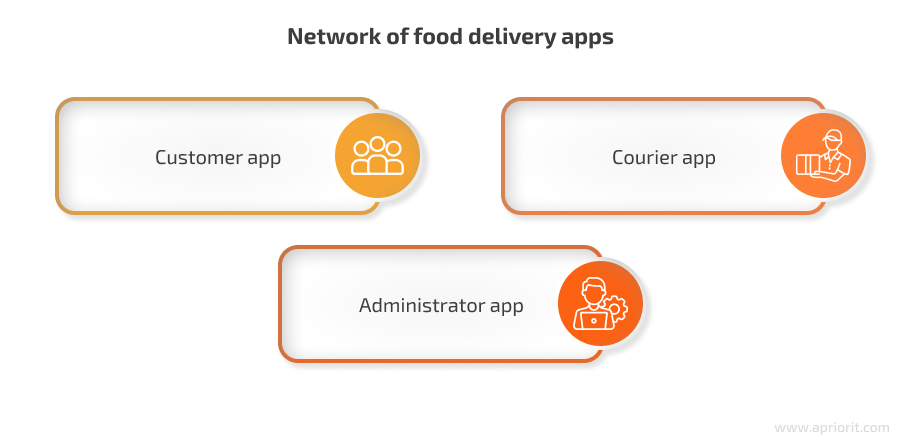 Network of food delivery apps
Customer app
Courier app
Administrator app
www.apriorit.com